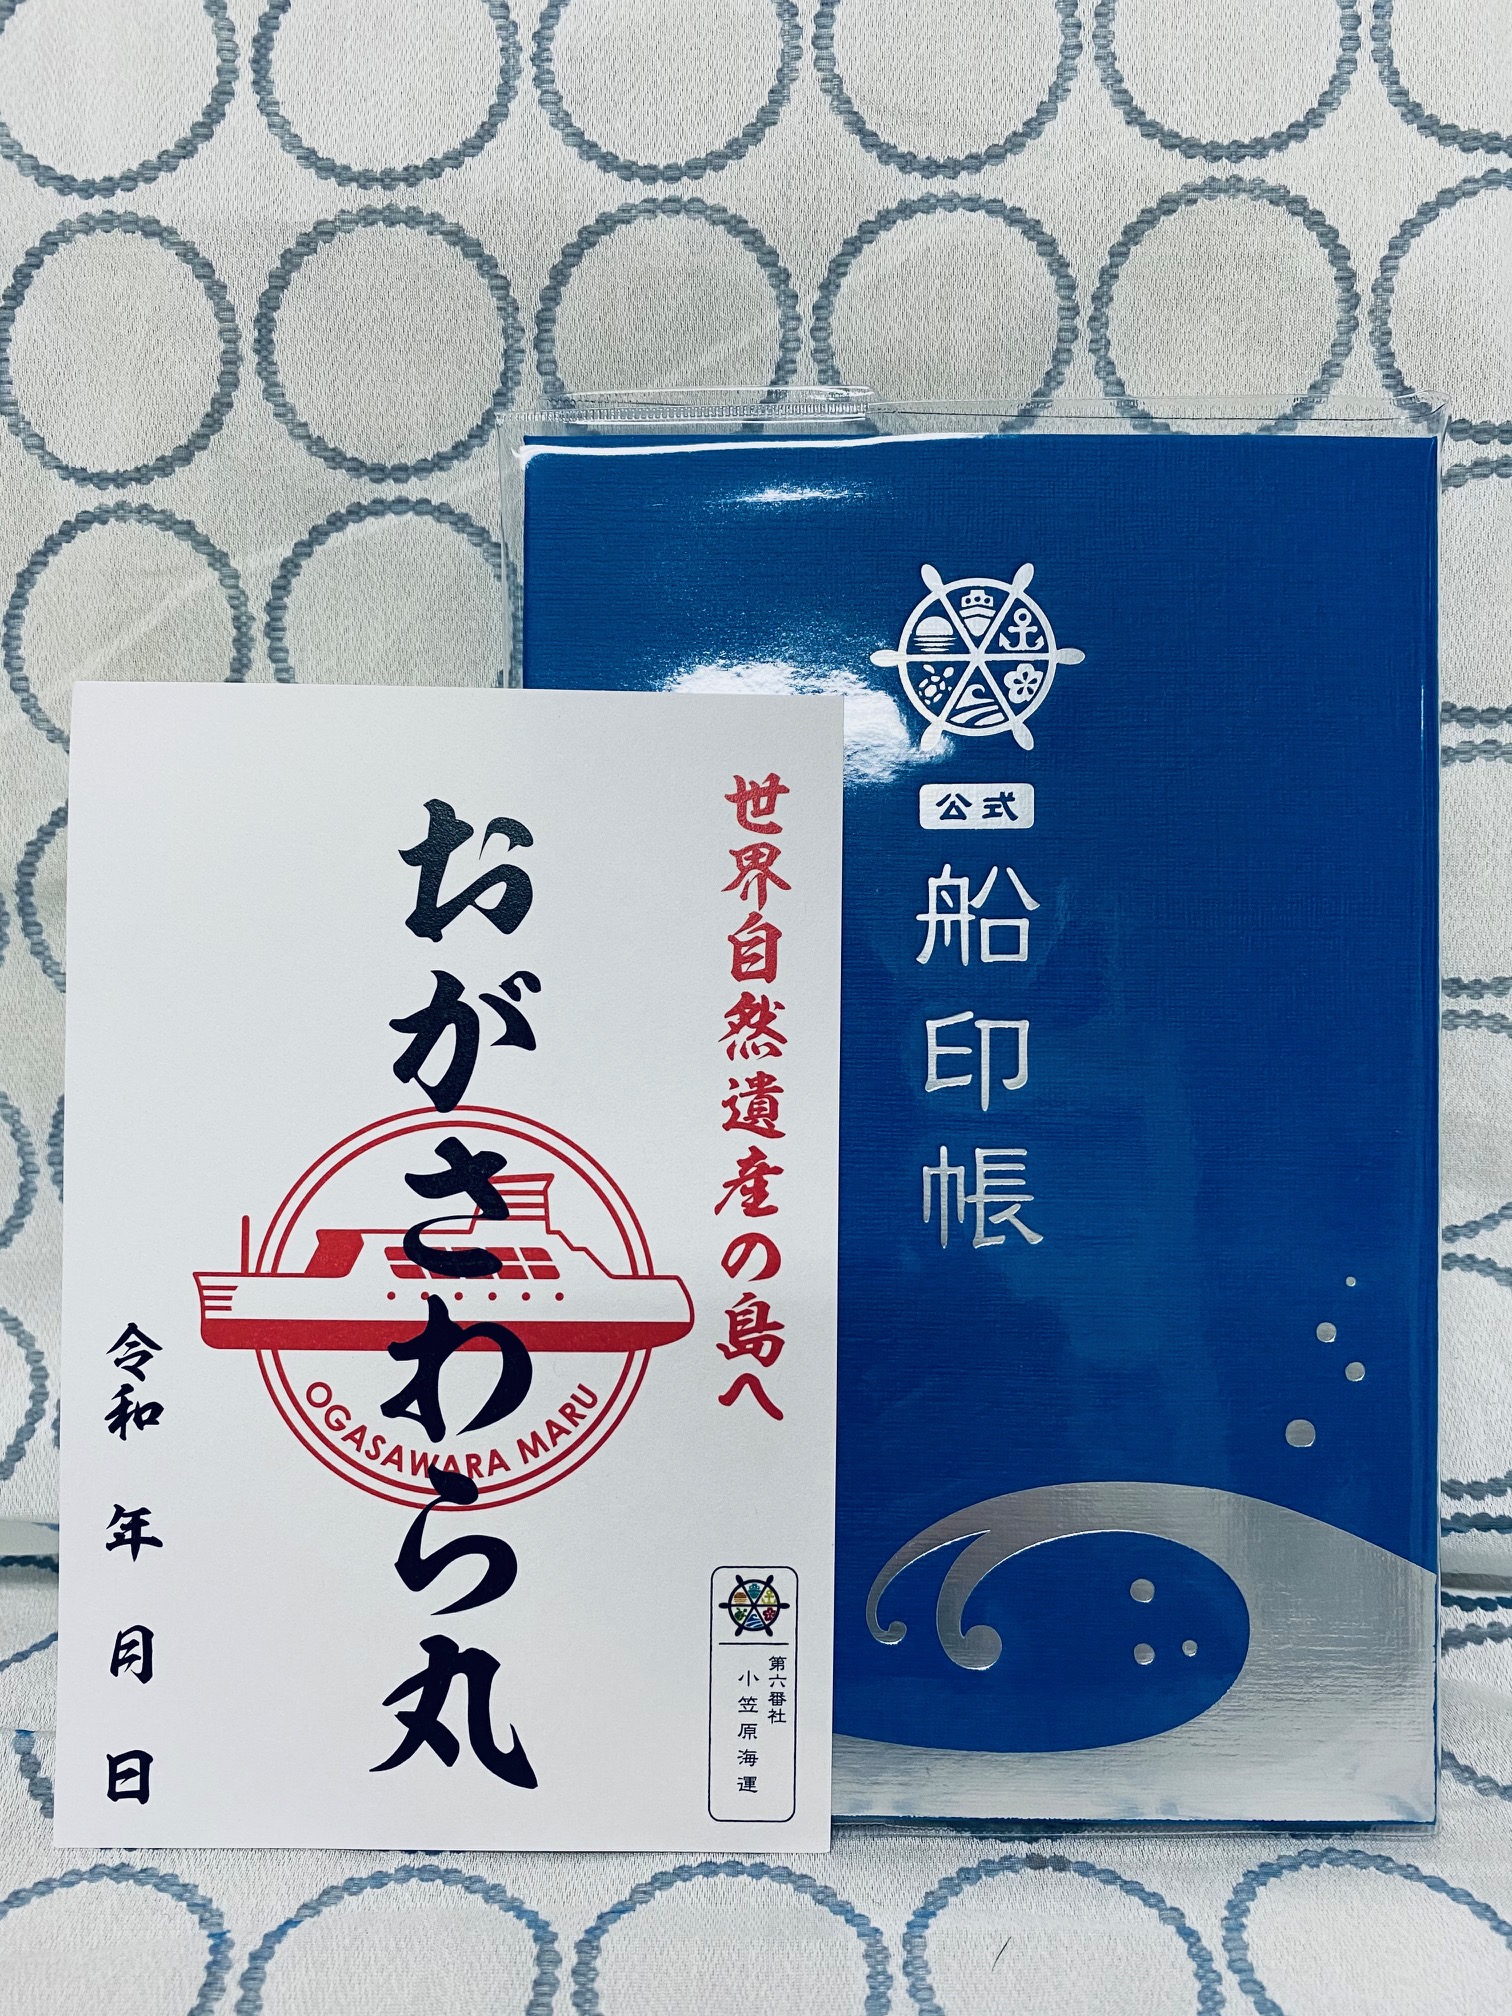 世界自然遺産の島へ
おがさわら丸
OGASAWARA MARU
令和 年 月 日
第六番社
小笠原海運
公式
船印帳